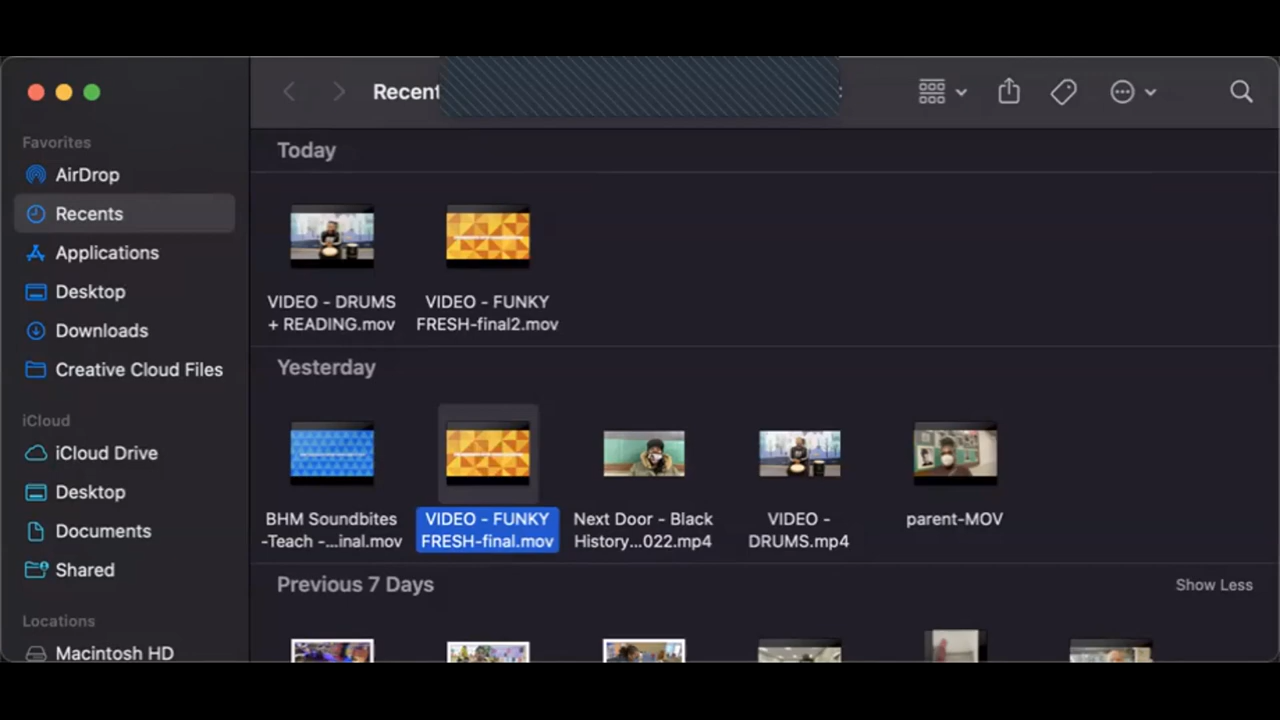 Recent
Favorites
AirDrop
Recents
Applications
Desktop
Downloads
Creative Cloud Files
iCloud
iCloud Drive
Desktop
Documents
Shared
Locations
Macintosh HD
Today
VIDEO - DRUMS
+ READING.mov
VIDEO - FUNKY
FRESH-final2.mov
Yesterday
BHM Soundbites
-Teach -...inal.mov
VIDEO - FUNKY
FRESH-final.mov
Next Door - Black
History...022.mp4
VIDEO -
DRUMS.mp4
parent-MOV
Previous 7 Days
Show Less